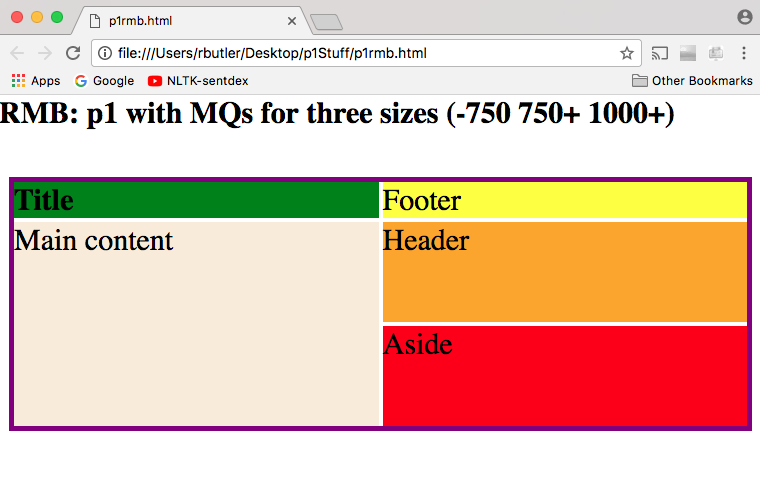 p1rmb.html
file:///Users/rbutler/Desktop/p1Stuff/p1rmb.html
Apps Google NLTK-sentdex Other Bookmarks
RMB: p1 with MQs for three sizes (-750 750+ 1000+)
Title Footer
Main content Header
Aside